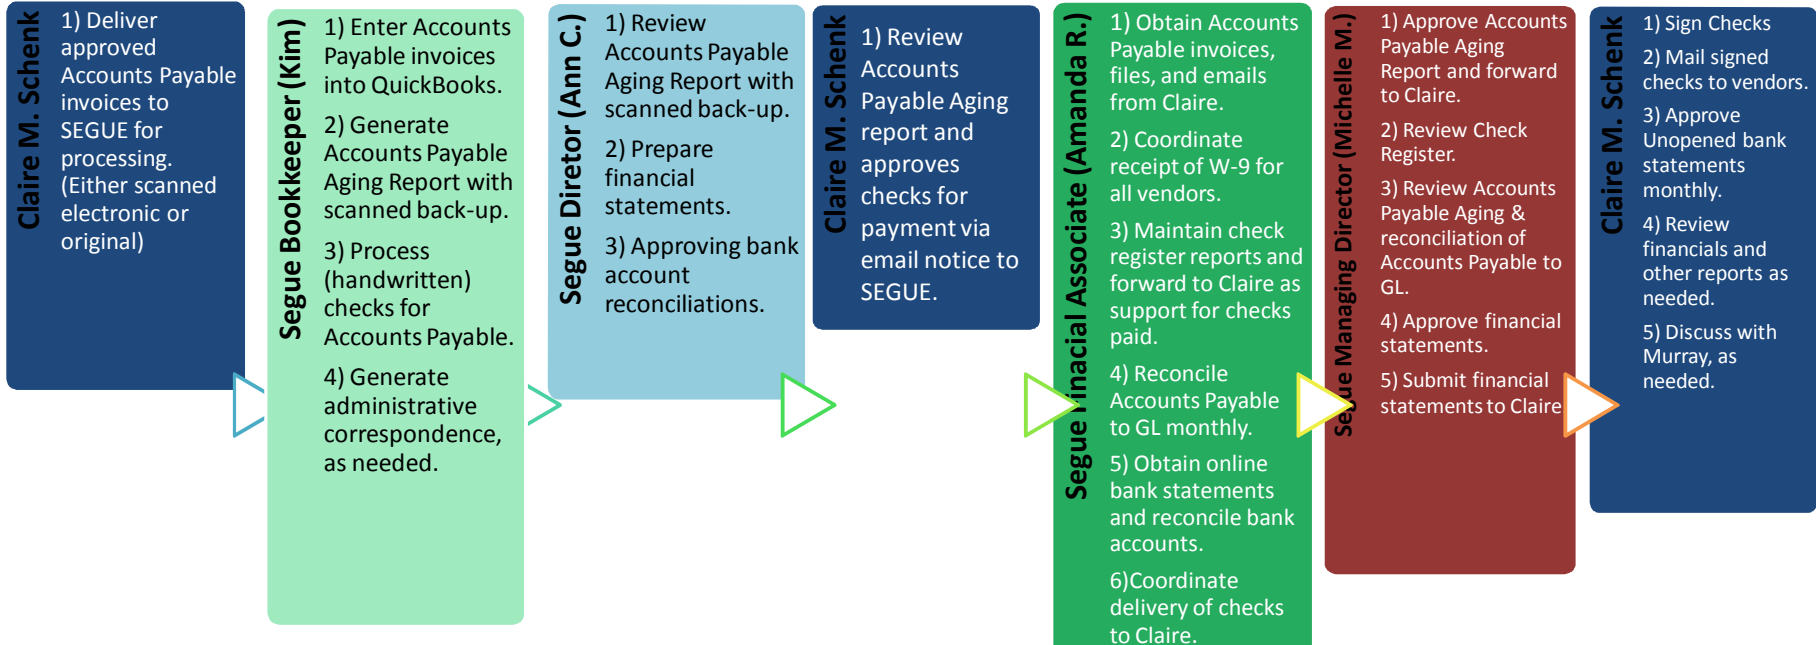 Claire M. Schenk
1) Deliver
approved
Accounts Payable
invoices to
SEGUE for
processing.
(Either scanned
electronic or
original)
Segue Bookkeeper (Kim)
1) Enter Accounts
Payable invoices
into QuickBooks.
2) Generate
Accounts Payable
Aging Report with
scanned back-up.
3) Process
(handwritten)
checks for
Accounts Payable.
4) Generate
administrative
correspondence,
as needed.
Segue Diretor (Ann C.)
1) Review
Accounts Payable
Aging Report with
scanned back-up.
2) Prepare
financial
statements.
3) Approving bank
account
reconciliations.
Claire M. Schenk
1) Review
Accounts
Payable Aging
report and
approves
checks for
payment via
email notice to
SEGUE.
Segue Finacial Associate (Amanda R.)
1) Obtain Accounts
Payable invoices,
files, and emails
from Claire.
2) Coordinate
receipt of W-9 for
all vendors.
3) Maintain check
register reports and
forward to Claire as
support for checks
paid.
4) Reconcile
Accounts Payable
to GL monthly.
5) Obtain online
bank statements
and reconcile bank
accounts.
6)Coordinate
delivery of checks
to Claire.
Segue Managing Director (Michelle M.)
1) Approve Accounts
Payable Aging
Report and forward
to Claire.
2) Review Check
Register.
3) Review Accounts
Payable Aging &
reconciliation of
Accounts Payable to
GL.
4) Approve financial
statements.
5) Submit financial
statements to Claire
Claire M. Schenk
1) Sign Checks
2) Mail signed
checks to vendors.
3) Approve
Unopened bank
statements
monthly.
4) Review
financials and
other reports as
needed.
5) Discuss with
Murray, as
needed.